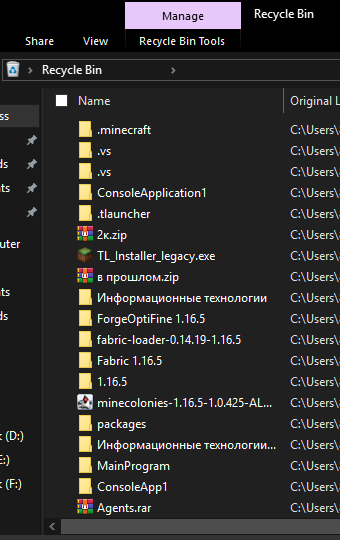 Manage
Recycle Bin
Share
View
Recycle Bin Tools
Recycle Bin
Name
Original L
.minecraft
C:\Users\
.vs
C:\Users\
.vs
C:\Users\
ConsoleApplication1
C:\Users\
.tlauncher
C:\Users\
2к.zip
C:\Users\
TL_Installer_legacy.exe
C:\Users\
в прошлом.zip
C:\Users\
Информационные технологии
C:\Users\
ForgeOptiFine 1.16.5
C:\Users\
fabric-loader-0.14.19-1.16.5
C:\Users\
Fabric 1.16.5
C:\Users\
1.16.5
C:\Users\
minecolonies-1.16.5-1.0.425-AL...
C:\Users\
packages
C:\Users\
Информационные технологии...
C:\Users\
MainProgram
C:\Users\
ConsoleApp1
C:\Users\
Agents.rar
C:\Users\
ss
ds
ts
uter
ts
ds
k (D:)
E:)
k (F:)